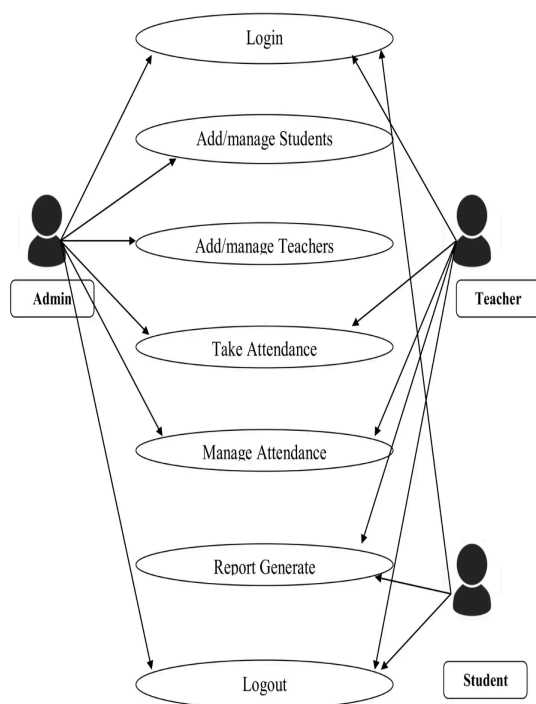 Login
Add/manage Students
Add/manage Teachers
Admin
Teacher
Take Attendance
Manage Attendance
Report Generate
Student
Logout